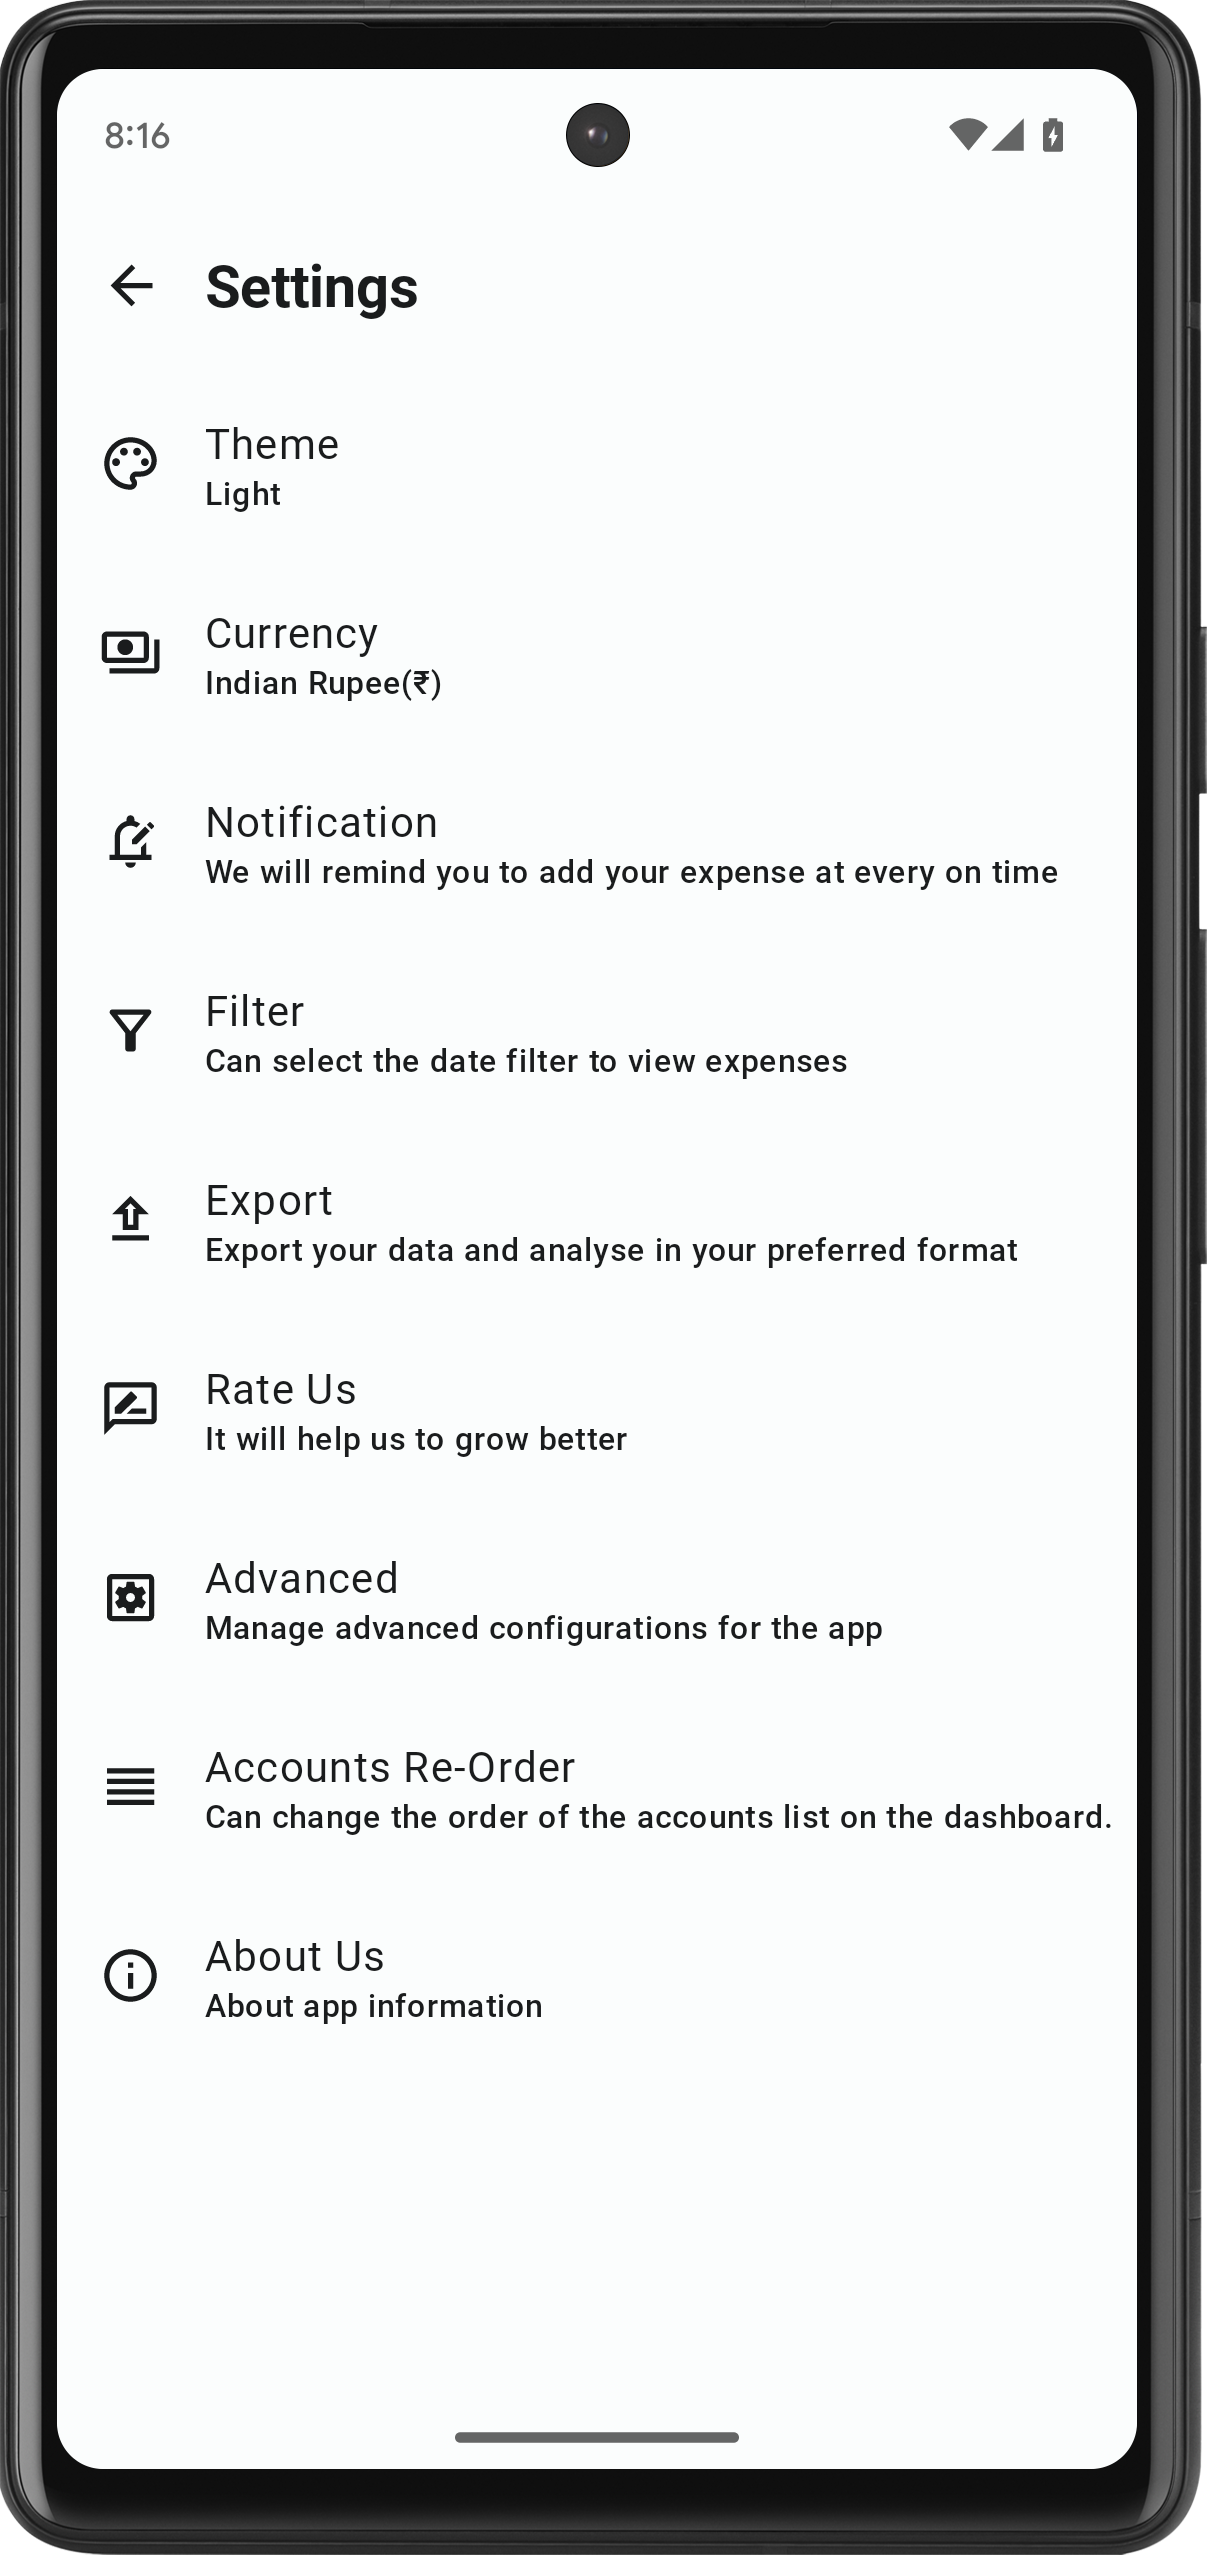 8:16
Settings
Theme
Light
Currency
Indian Rupee(₹)
Notification
We will remind you to add your expense at every on time
Filter
Can select the date filter to view expenses
Export
Export your data and analyse in your preferred format
Rate Us
It will help us to grow better
Advanced
Manage advanced configurations for the app
Accounts Re-Order
Can change the order of the accounts list on the dashboard.
About Us
About app information